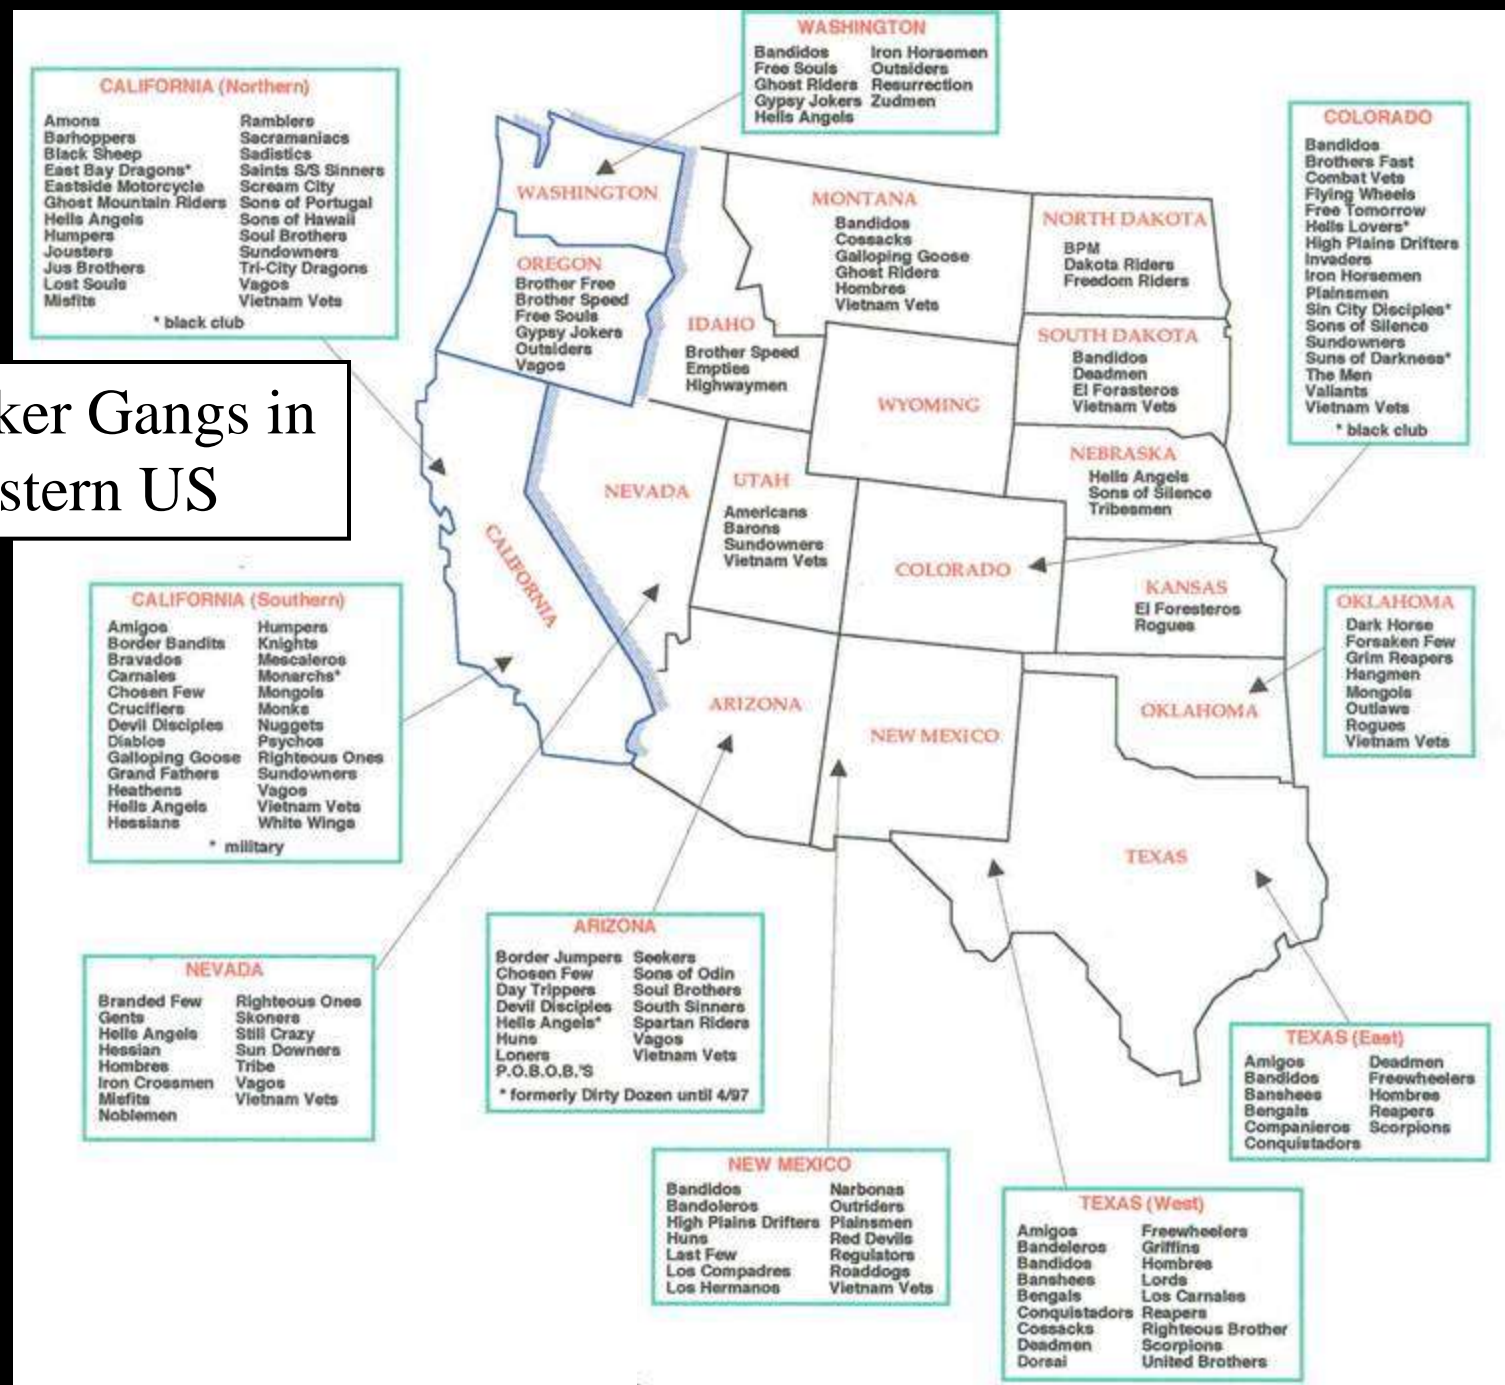 WASHINGTON
Bandidos Iron Horsemen
Free Souls Outsiders
Ghost Riders Resurrection
Gypsy Jokers Zudmen
Hells Angels
CALIFORNIA (Northern)
Amons Ramblers
Barhoppers Sacramaniacs
Black Sheep Sadistics
East Bay Dragons* Saints S/S Sinners
Eastside Motorcycle Scream City
Ghost Mountain Riders Sons of Portugal
Hells Angels Sons of Hawaii
Humpers Soul Brothers
Jousters Sundowners
Jus Brothers Tri-City Dragons
Lost Souls Vagos
Misfits Vietnam Vets
* black club
COLORADO
Bandidos
Brothers Fast
Combat Vets
Flying Wheels
Free Tomorrow
Hells Lovers*
High Plains Drifters
Invaders
Iron Horsemen
Plainsmen
Sin City Disciples*
Sons of Silence
Sundowners
Suns of Darkness*
The Men
Valiants
Vietnam Vets
* black club
WASHINGTON
OREGON
Brother Free
Brother Speed
Free Souls
Gypsy Jokers
Outsiders
Vagos
MONTANA
Bandidos
Cossacks
Galloping Goose
Ghost Riders
Hombres
Vietnam Vets
NORTH DAKOTA
BPM
Dakota Riders
Freedom Riders
IDAHO
Brother Speed
Empties
Highwaymen
SOUTH DAKOTA
Bandidos
Deadmen
El Forasteros
Vietnam Vets
WYOMING
ker Gangs in
stern US
NEBRASKA
Hells Angels
Sons of Silence
Tribesmen
NEVADA
UTAH
Americans
Barons
Sundowners
Vietnam Vets
CALIFORNIA
COLORADO
KANSAS
El Foresteros
Rogues
CALIFORNIA (Southern)
Amigos Humpers
Border Bandits Knights
Bravados Mescaleros
Carnales Monarchs*
Chosen Few Mongols
Crucifiers Monks
Devil Disciples Nuggets
Diablos Psychos
Galloping Goose Righteous Ones
Grand Fathers Sundowners
Heathens Vagos
Hells Angels Vietnam Vets
Hessians White Wings
* military
OKLAHOMA
Dark Horse
Forsaken Few
Grim Reapers
Hangmen
Mongols
Outlaws
Rogues
Vietnam Vets
ARIZONA
NEW MEXICO
OKLAHOMA
TEXAS
NEVADA
Branded Few Righteous Ones
Gents Skoners
Hells Angels Still Crazy
Hessian Sun Downers
Hombres Tribe
Iron Crossmen Vagos
Misfits Vietnam Vets
Noblemen
ARIZONA
Border Jumpers Seekers
Chosen Few Sons of Odin
Day Trippers Soul Brothers
Devil Disciples South Sinners
Hells Angels* Spartan Riders
Huns Vagos
Loners Vietnam Vets
P.O.B.O.B.'S
* formerly Dirty Dozen until 4/97
TEXAS (East)
Amigos Deadmen
Bandidos Freewheelers
Banshees Hombres
Bengals Reapers
Companieros Scorpions
Conquistadors
NEW MEXICO
Bandidos Narbonas
Bandoleros Outriders
High Plains Drifters Plainsmen
Huns Red Devils
Last Few Regulators
Los Compadres Roaddogs
Los Hermanos Vietnam Vets
TEXAS (West)
Amigos Freewheelers
Bandeleros Griffins
Bandidos Hombres
Banshees Lords
Bengals Los Carnales
Conquistadors Reapers
Cossacks Righteous Brother
Deadmen Scorpions
Dorsai United Brothers